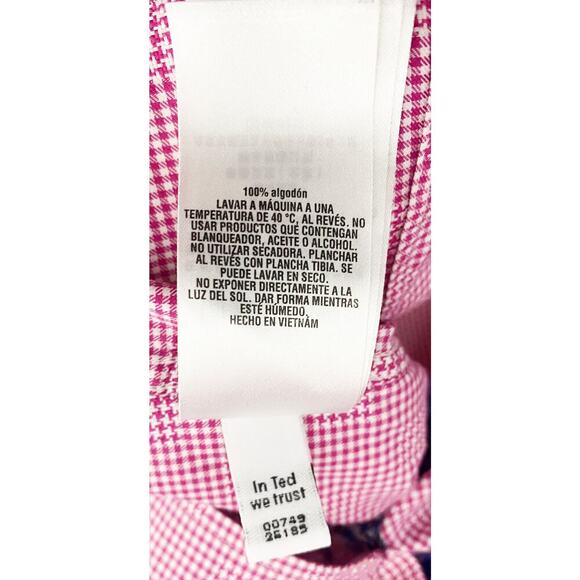 100% algodón
LAVAR A MÁQUINA A UNA
TEMPERATURA DE 40 °C, AL REVÉS. NO
USAR PRODUCTOS QUE CONTENGAN
BLANQUEADOR, ACEITE O ALCOHOL.
NO UTILIZAR SECADORA. PLANCHAR
AL REVÉS CON PLANCHA TIBIA. SE
PUEDE LAVAR EN SECO.
NO EXPONER DIRECTAMENTE A LA
LUZ DEL SOL. DAR FORMA MIENTRAS
ESTÉ HÚMEDO.
HECHO EN VIETNÃM
In Ted
we trust
00749
25185